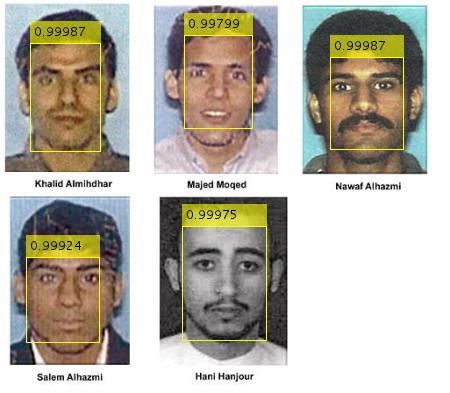 0.99987
0.99799
0.99987
Khalid Almihdhar
Majed Moqed
Nawaf Alhazmi
0.99924
0.99975
Salem Alhazmi
Hani Hanjour